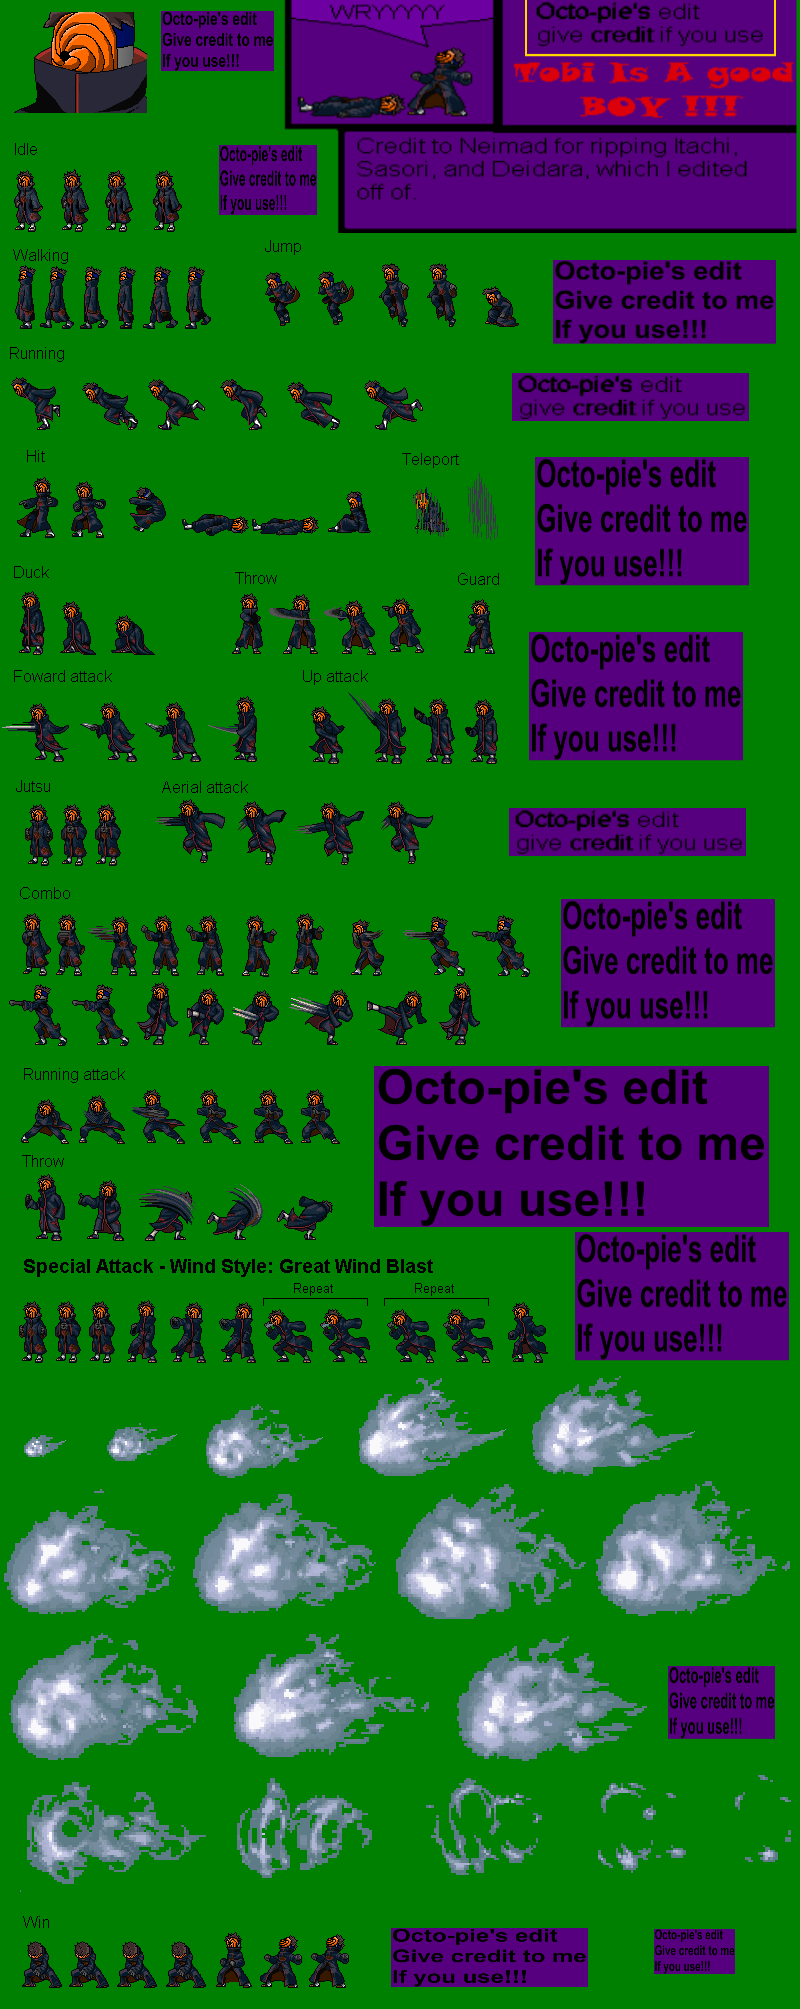 Octo-pie's edit
Give credit to me
If you use!!!
WRYYYYY
Octo-pie's edit
give credit if you use
Tobi Is A good
BOY !!!
Idle
Octo-pie's edit
Give credit to me
If you use!!!
Credit to Neimad for ripping Itachi,
Sasori, and Deidara, which I edited
off of.
Walking
Jump
Octo-pie's edit
Give credit to me
If you use!!!
Running
Octo-pie's edit
give credit if you use
Hit
Teleport
Octo-pie's edit
Give credit to me
If you use!!!
Duck
Throw
Guard
Octo-pie's edit
Give credit to me
If you use!!!
Foward attack
Up attack
Jutsu
Aerial attack
Octo-pie's edit
give credit if you use
Combo
Octo-pie's edit
Give credit to me
If you use!!!
Running attack
Octo-pie's edit
Give credit to me
If you use!!!
Throw
Special Attack - Wind Style: Great Wind Blast
Repeat
Repeat
Octo-pie's edit
Give credit to me
If you use!!!
Octo-pie's edit
Give credit to me
If you use!!!
Win
Octo-pie's edit
Give credit to me
If you use!!!
Octo-pie's edit
Give credit to me
If you use!!!